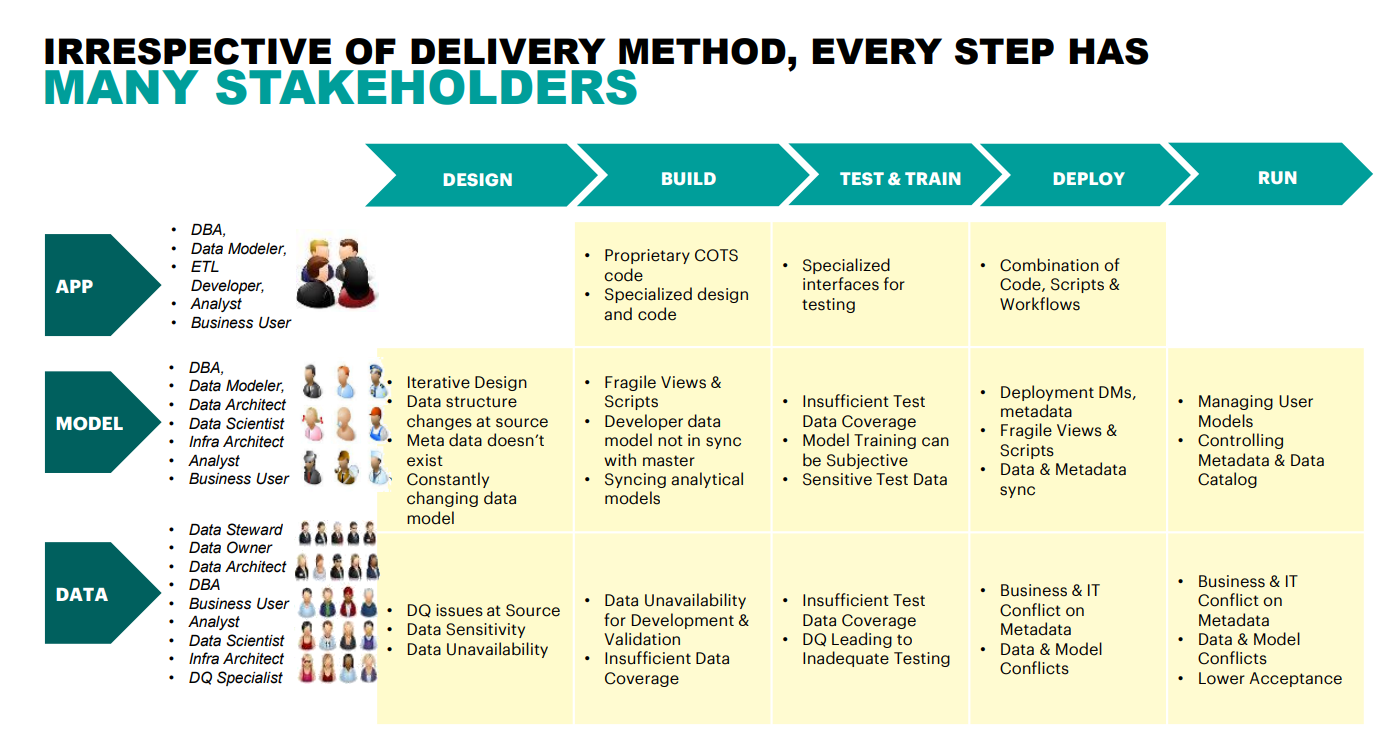 IRRESPECTIVE OF DELIVERY METHOD, EVERY STEP HAS
MANY STAKEHOLDERS
DESIGN
BUILD
TEST & TRAIN
DEPLOY
RUN
APP
• DBA,
• Data Modeler,
• ETL
Developer,
• Analyst
• Business User
• Proprietary COTS
code
• Specialized design
and code
• Specialized
interfaces for
testing
• Combination of
Code, Scripts &
Workflows
MODEL
• DBA,
• Data Modeler,
• Data Architect
• Data Scientist
• Infra Architect
• Analyst
• Business User
• Iterative Design
• Data structure
changes at source
• Meta data doesn't
exist
• Constantly
changing data
model
• Fragile Views &
Scripts
• Developer data
model not in sync
with master
• Syncing analytical
models
• Insufficient Test
Data Coverage
• Model Training can
be Subjective
• Sensitive Test Data
• Deployment DMs,
metadata
• Fragile Views &
Scripts
• Data & Metadata
sync
• Managing User
Models
• Controlling
Metadata & Data
Catalog
DATA
• Data Steward
• Data Owner
• Data Architect
• DBA
• Business User
• Analyst
• Data Scientist
• Infra Architect
• DQ Specialist
• DQ issues at Source
• Data Sensitivity
• Data Unavailability
• Data Unavailability
for Development &
Validation
• Insufficient Data
Coverage
• Insufficient Test
Data Coverage
• DQ Leading to
Inadequate Testing
• Business & IT
Conflict on
Metadata
• Data & Model
Conflicts
• Business & IT
Conflict on
Metadata
• Data & Model
Conflicts
• Lower Acceptance